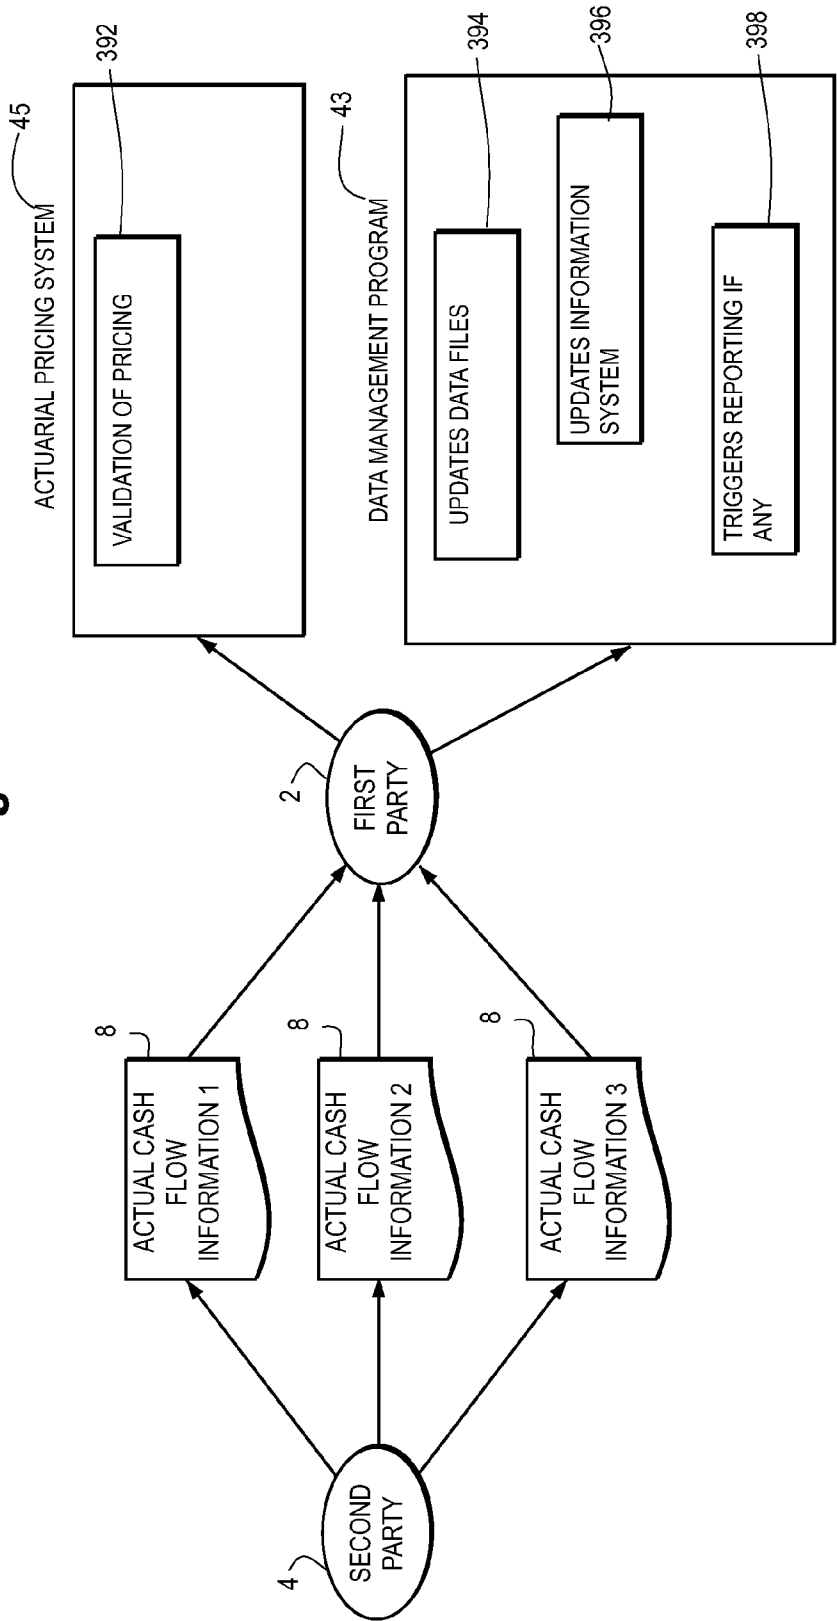 4
SECOND
PARTY
8
ACTUAL CASH
FLOW
INFORMATION 1
8
ACTUAL CASH
FLOW
INFORMATION 2
8
ACTUAL CASH
FLOW
INFORMATION 3
2
FIRST
PARTY
ACTUARIAL PRICING SYSTEM
45
VALIDATION OF PRICING
392
DATA MANAGEMENT PROGRAM
43
UPDATES DATA FILES
394
UPDATES INFORMATION
SYSTEM
396
TRIGGERS REPORTING IF
ANY
398